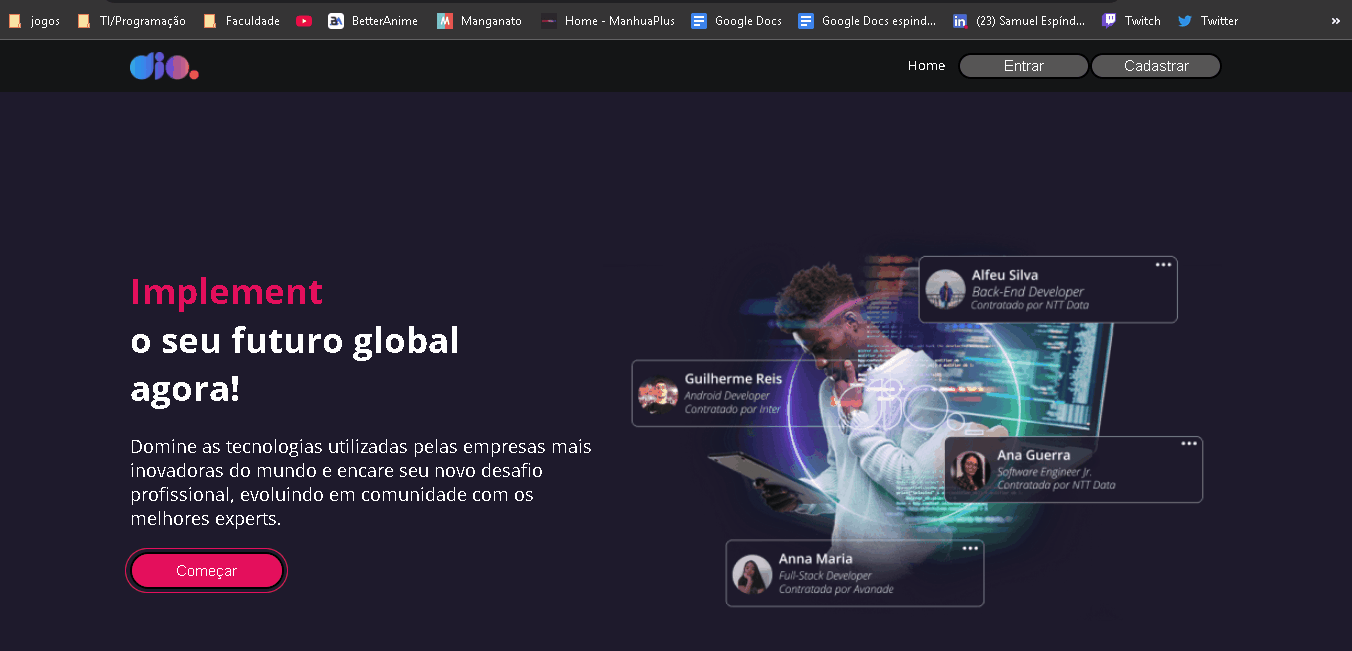 jogos TI/Programação Faculdade BetterAnime Manganato Home - ManhuaPlus Google Docs Google Docs espind... (23) Samuel Espínd... Twitch Twitter »
dio. Home Entrar Cadastrar
Implement
o seu futuro global
agora!
Domine as tecnologias utilizadas pelas empresas mais
inovadoras do mundo e encare seu novo desafio
profissional, evoluindo em comunidade com os
melhores experts.
Começar
Alfeu Silva
Back-End Developer
Contratado por NTT Data
Guilherme Reis
Android Developer
Contratado por Inter
Ana Guerra
Software Engineer Jr.
Contratada por NTT Data
Anna Maria
Full-Stack Developer
Contratada por Avanade